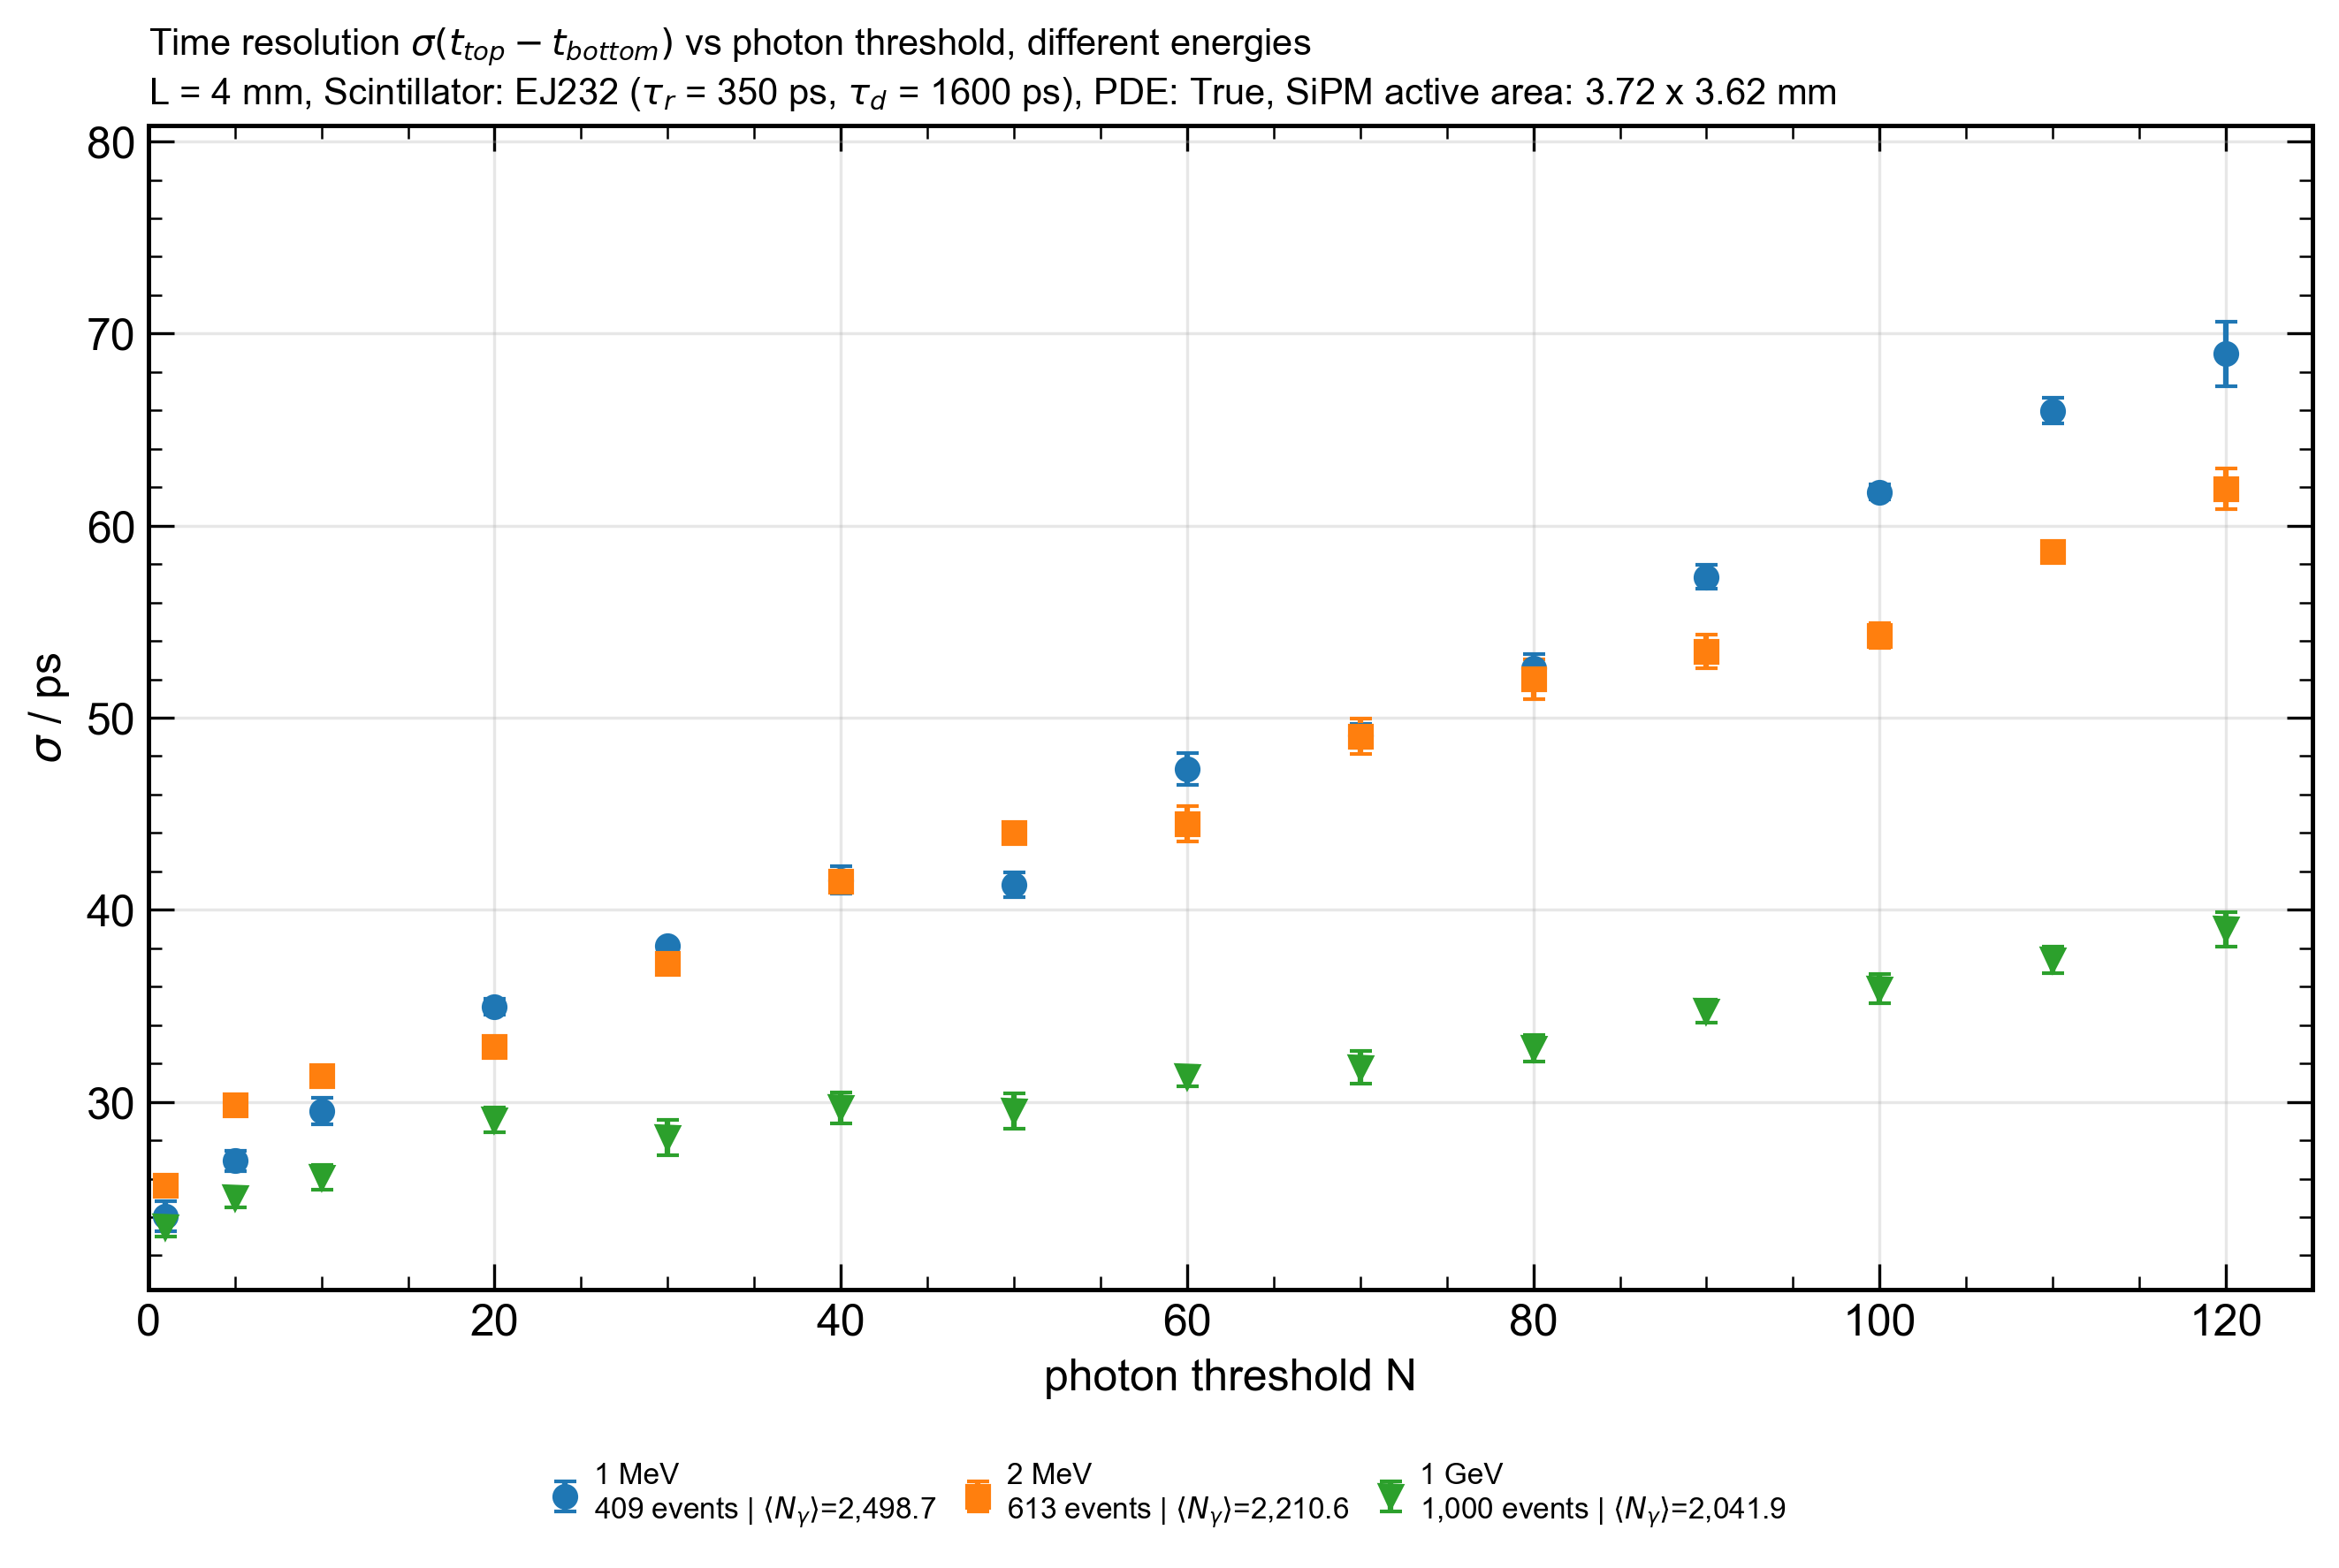 Time resolution σ(t_top − t_bottom) vs photon threshold, different energies
L = 4 mm, Scintillator: EJ232 (τ_r = 350 ps, τ_d = 1600 ps), PDE: True, SiPM active area: 3.72 x 3.62 mm
80
70
60
50
40
30
σ / ps
0 20 40 60 80 100 120
photon threshold N
1 MeV
409 events | ⟨N_γ⟩=2,498.7
2 MeV
613 events | ⟨N_γ⟩=2,210.6
1 GeV
1,000 events | ⟨N_γ⟩=2,041.9